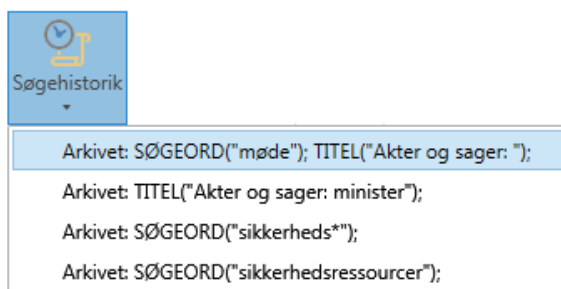 Søgehistorik
Arkivet: SØGEORD("møde"); TITEL("Akter og sager: ");
Arkivet: TITEL("Akter og sager: minister");
Arkivet: SØGEORD("sikkerheds*");
Arkivet: SØGEORD("sikkerhedsressourcer");